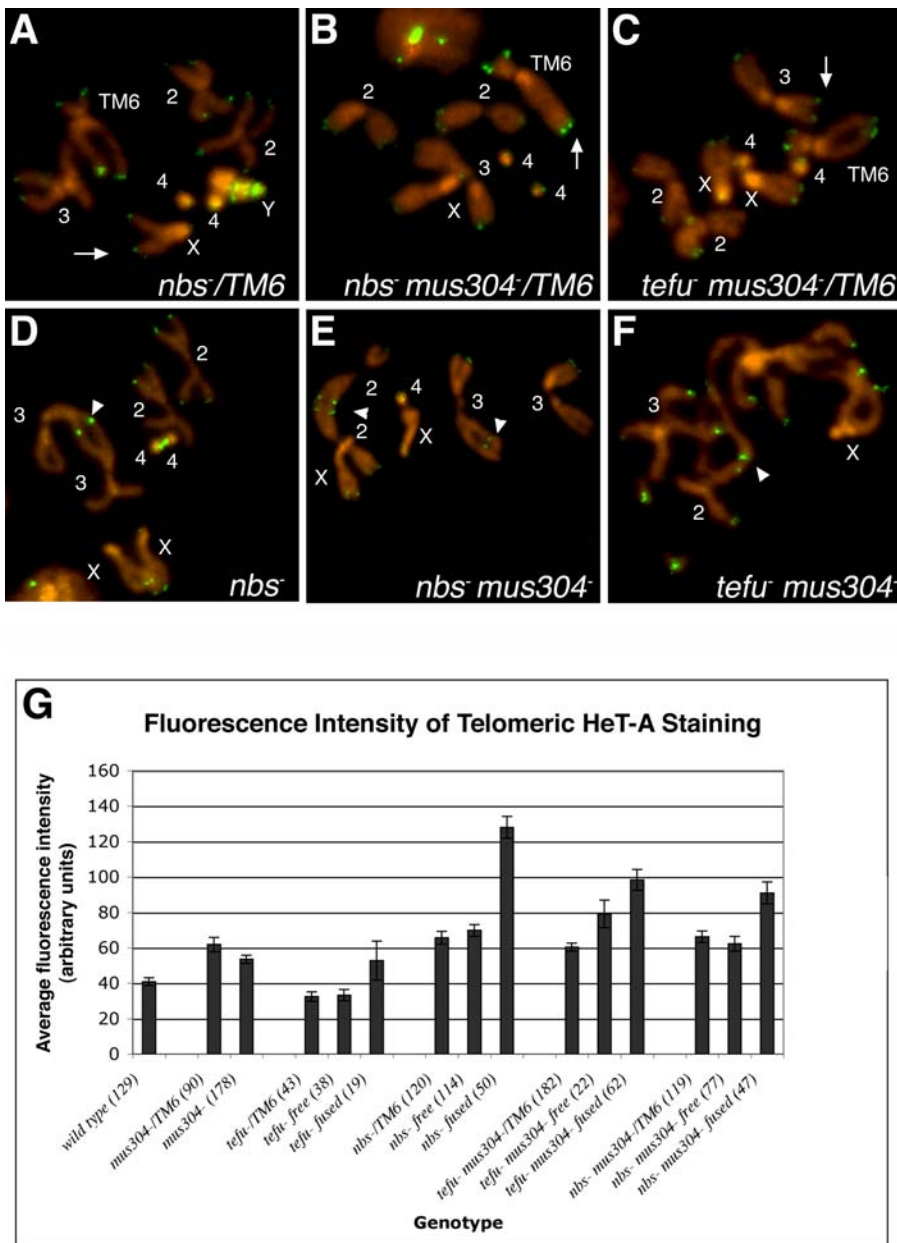 A
TM6
2
2
3
4
4
Y
X
nbs-/TM6
B
TM6
2
2
3
4
4
X
nbs- mus304-/TM6
C
3
4
X
X
4
TM6
2
2
tefu- mus304-/TM6
D
2
3
2
3
4
4
X
X
nbs-
E
2
4
3
3
2
X
X
nbs- mus304-
F
3
X
2
tefu- mus304-
G
Fluorescence Intensity of Telomeric HeT-A Staining
Average fluorescence intensity
(arbitrary units)
160
140
120
100
80
60
40
20
0
wild type (129)
mus304-/TM6 (90)
mus304- (178)
tefu-/TM6 (43)
tefu- free (38)
tefu- fused (19)
nbs-/TM6 (120)
nbs- free (114)
nbs- fused (50)
tefu- mus304-/TM6 (182)
tefu- mus304- free (22)
tefu- mus304- fused (62)
nbs- mus304-/TM6 (119)
nbs- mus304- free (77)
nbs- mus304- fused (47)
Genotype